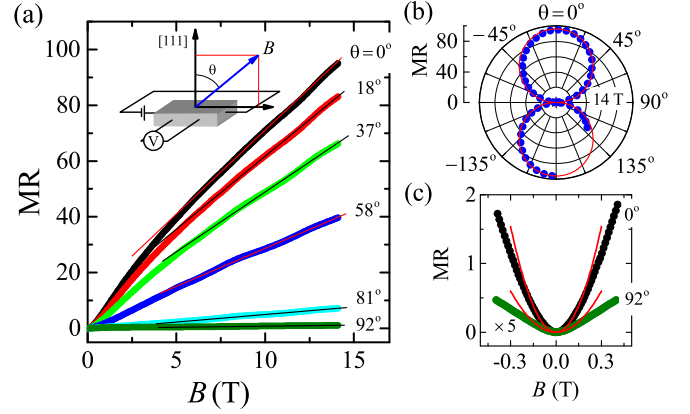 (a)
100
80
60
40
20
0
MR
0
5
10
15
B (T)
[111]
B
θ
V
θ=0°
18°
37°
58°
81°
92°
(b)
θ=0°
−45°
45°
80
40
0
MR
14 T
90°
−135°
135°
(c)
2
1
0
MR
0°
92°
×5
-0.3
0.0
0.3
B (T)